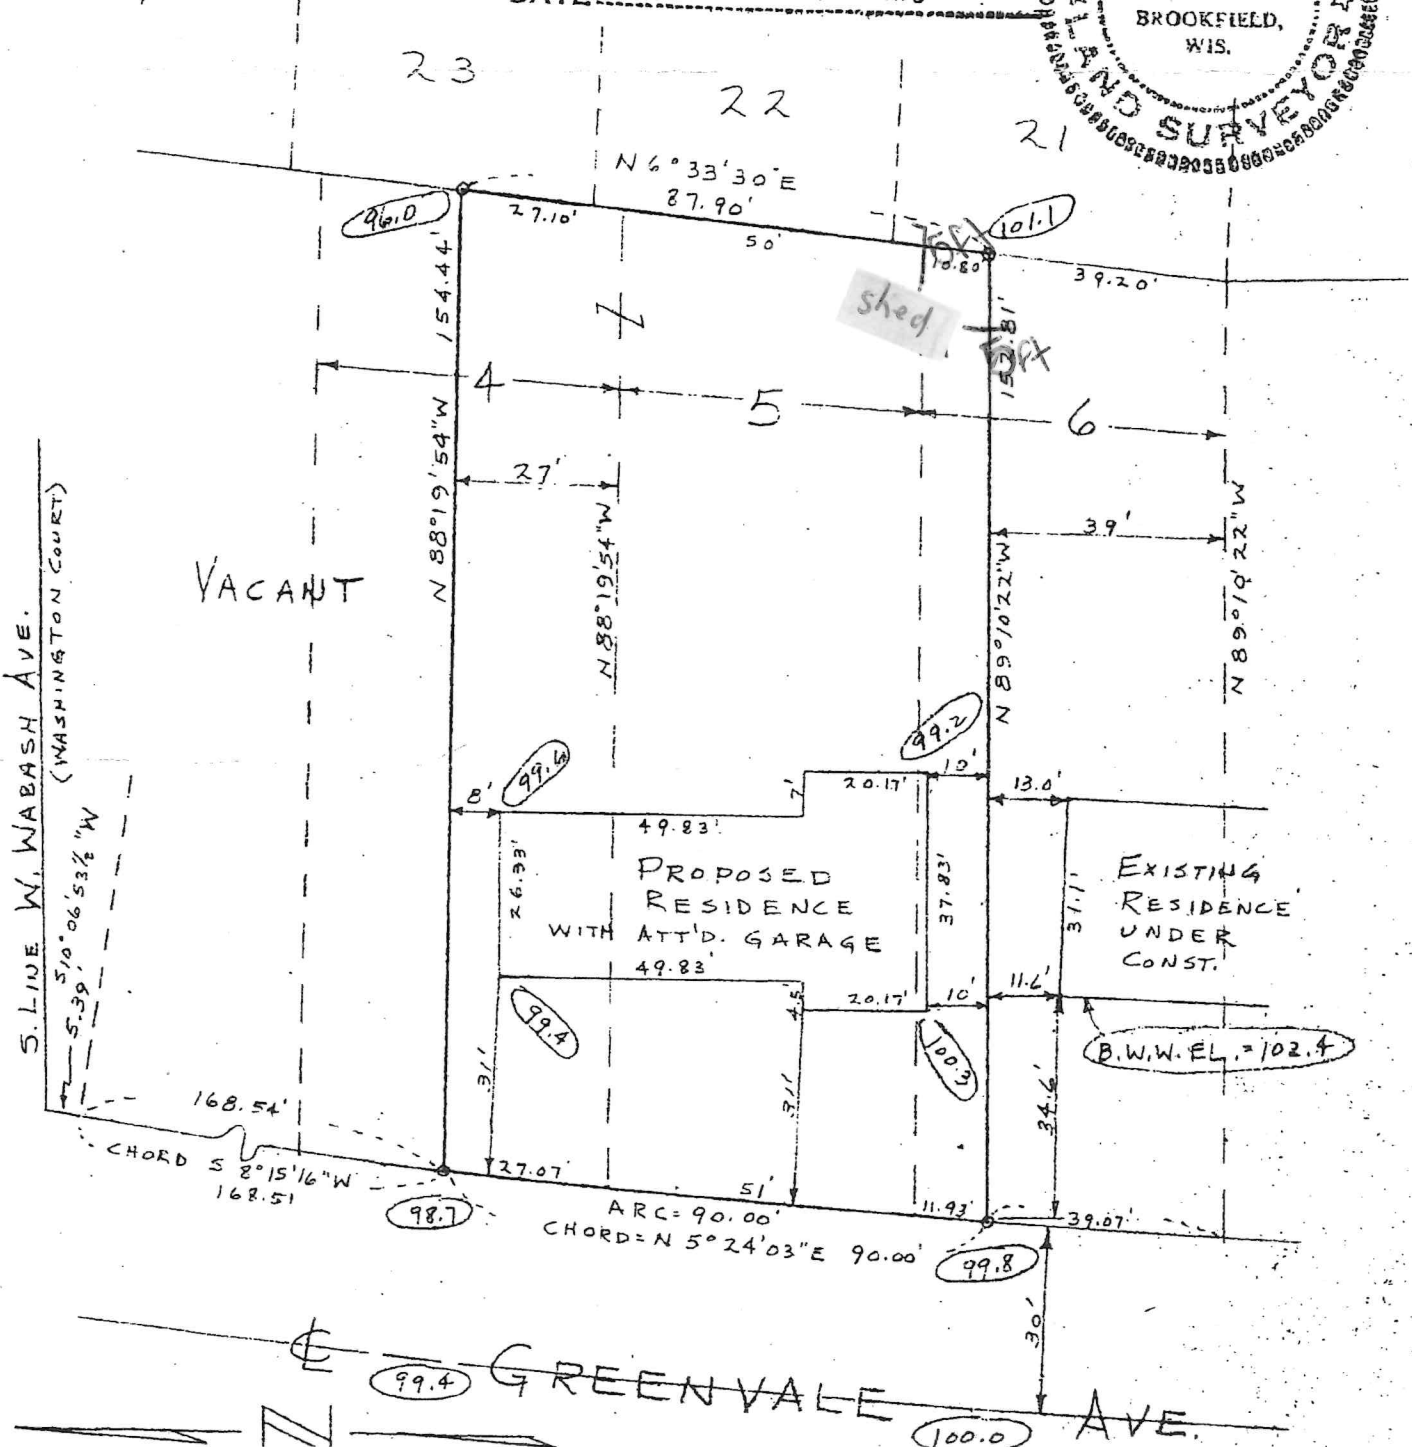 BROOKFIELD,
WIS.
LAND SURVEYOR
23
22
21
N 6°33'30"E
87.90'
96.0
27.10'
50'
10.80'
5ft
101.1
39.20'
shed
5ft
154.44'
152.81'
4
5
6
27'
39'
N 88°19'54"W
N 88°19'54"W
N 89°10'22"W
N 89°10'22"W
VACANT
S. LINE W. WABASH AVE.
(WASHINGTON COURT)
S 10°06'53½"W
5.39'
99.2
8'
7'
20.17'
10'
13.0'
49.83'
26.33'
37.83'
31.1'
PROPOSED
RESIDENCE
WITH ATT'D. GARAGE
EXISTING
RESIDENCE
UNDER
CONST.
49.83'
4.5'
20.17'
10'
11.6'
99.4
B.W.W. EL. = 102.4
31'
31'
34.6'
168.54'
CHORD S 8°15'16"W
168.51
98.7
27.07'
51'
11.93'
39.07'
ARC = 90.00'
CHORD = N 5°24'03"E 90.00'
99.8
30'
℄ GREENVALE AVE.
99.4
100.0
N